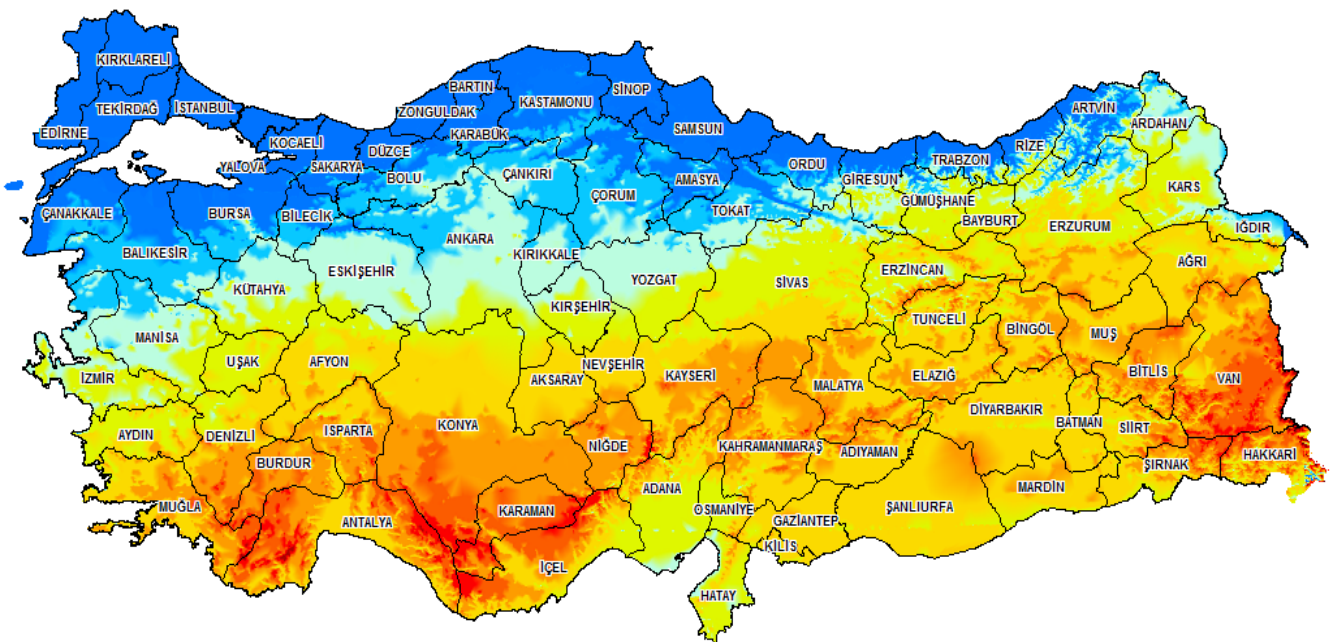 KIRKLARELİ
TEKİRDAĞ
İSTANBUL
EDİRNE
KOCAELİ
YALOVA
SAKARYA
DÜZCE
BOLU
ZONGULDAK
BARTIN
KARABÜK
KASTAMONU
SİNOP
SAMSUN
ÇANKIRI
ÇORUM
AMASYA
TOKAT
ORDU
GİRESUN
TRABZON
RİZE
ARTVİN
ARDAHAN
GÜMÜŞHANE
BAYBURT
KARS
ERZURUM
IĞDIR
ÇANAKKALE
BURSA
BİLECİK
BALIKESİR
ESKİŞEHİR
ANKARA
KIRIKKALE
KÜTAHYA
YOZGAT
SİVAS
ERZİNCAN
AĞRI
KIRŞEHİR
TUNCELİ
BİNGÖL
MUŞ
MANİSA
UŞAK
AFYON
NEVŞEHİR
AKSARAY
KAYSERİ
MALATYA
ELAZIĞ
BİTLİS
VAN
İZMİR
AYDIN
DENİZLİ
ISPARTA
KONYA
NİĞDE
KAHRAMANMARAŞ
ADIYAMAN
DİYARBAKIR
BATMAN
SİİRT
ŞIRNAK
HAKKARİ
BURDUR
MUĞLA
ANTALYA
KARAMAN
ADANA
OSMANİYE
GAZİANTEP
ŞANLIURFA
MARDİN
KİLİS
İÇEL
HATAY